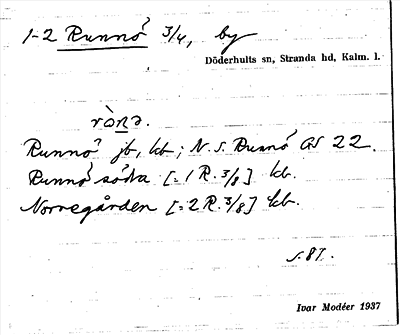 1-2 Runnö 3/4, by
Döderhults sn, Stranda hd, Kalm. l.
ròna.
Runnö jb, kb; N. S. Runnö GS 22.
Runnö södra [= 1 R. 3/8] kb.
Norregården [= 2 R. 3/8] kb.
s. 87.
Ivar Modéer 1937